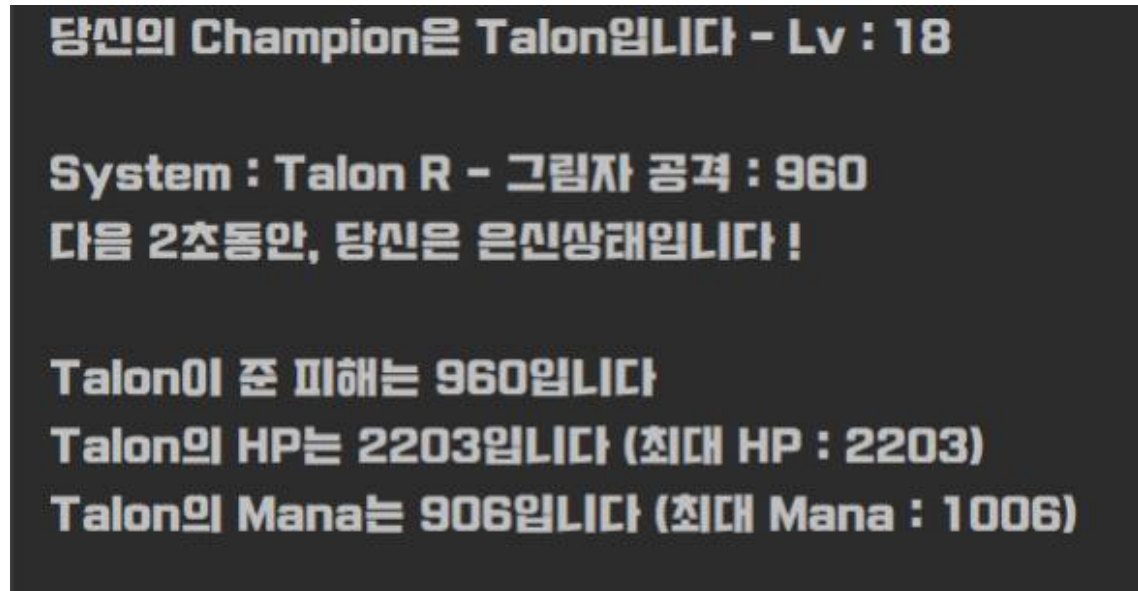 당신의 Champion은 Talon입니다 - Lv : 18
System : Talon R - 그림자 공격 : 960
다음 2초동안, 당신은 은신상태입니다 !
Talon이 준 피해는 960입니다
Talon의 HP는 2203입니다 (최대 HP : 2203)
Talon의 Mana는 906입니다 (최대 Mana : 1006)